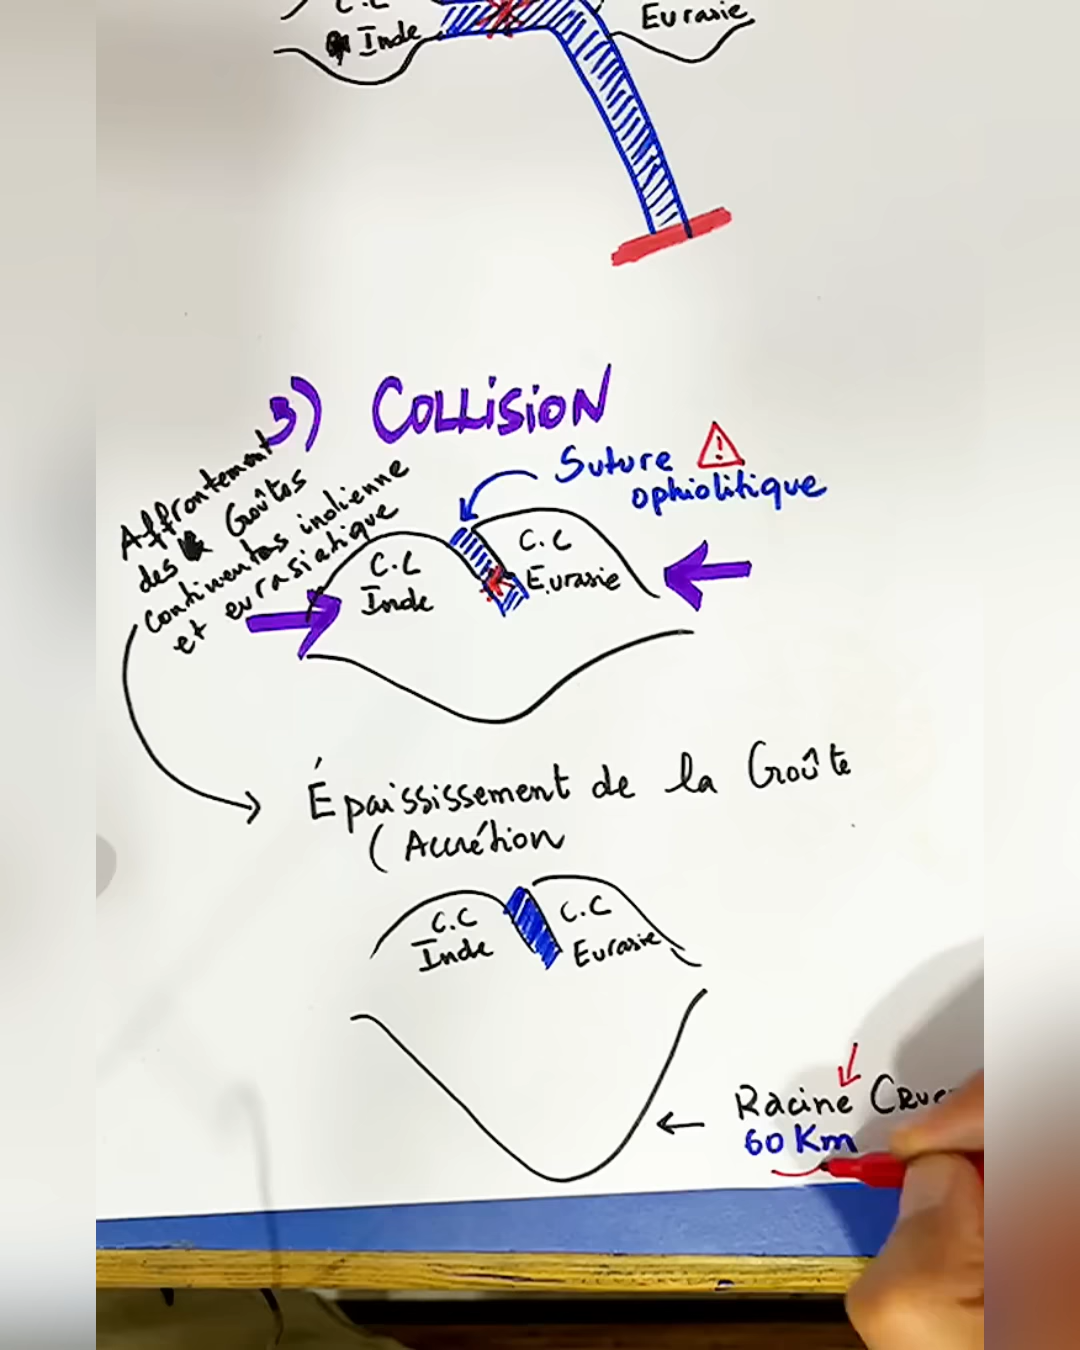 C.C
Inde
Eurasie
3) COLLISION
Affrontement
des Croûtes
continentales indienne
et eurasiatique
Suture
ophiolitique
C.C
Inde
C.C
Eurasie
Épaississement de la Croûte
(Accrétion
C.C
Inde
C.C
Eurasie
Racine
60 Km